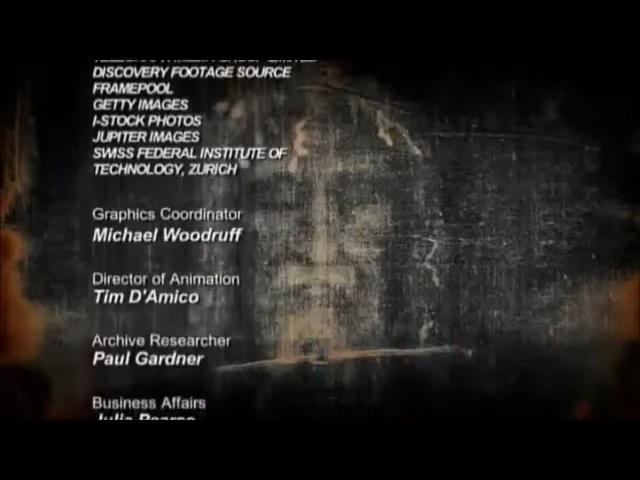 DISCOVERY FOOTAGE SOURCE
FRAMEPOOL
GETTY IMAGES
I-STOCK PHOTOS
JUPITER IMAGES
SWISS FEDERAL INSTITUTE OF
TECHNOLOGY, ZURICH
Graphics Coordinator
Michael Woodruff
Director of Animation
Tim D'Amico
Archive Researcher
Paul Gardner
Business Affairs